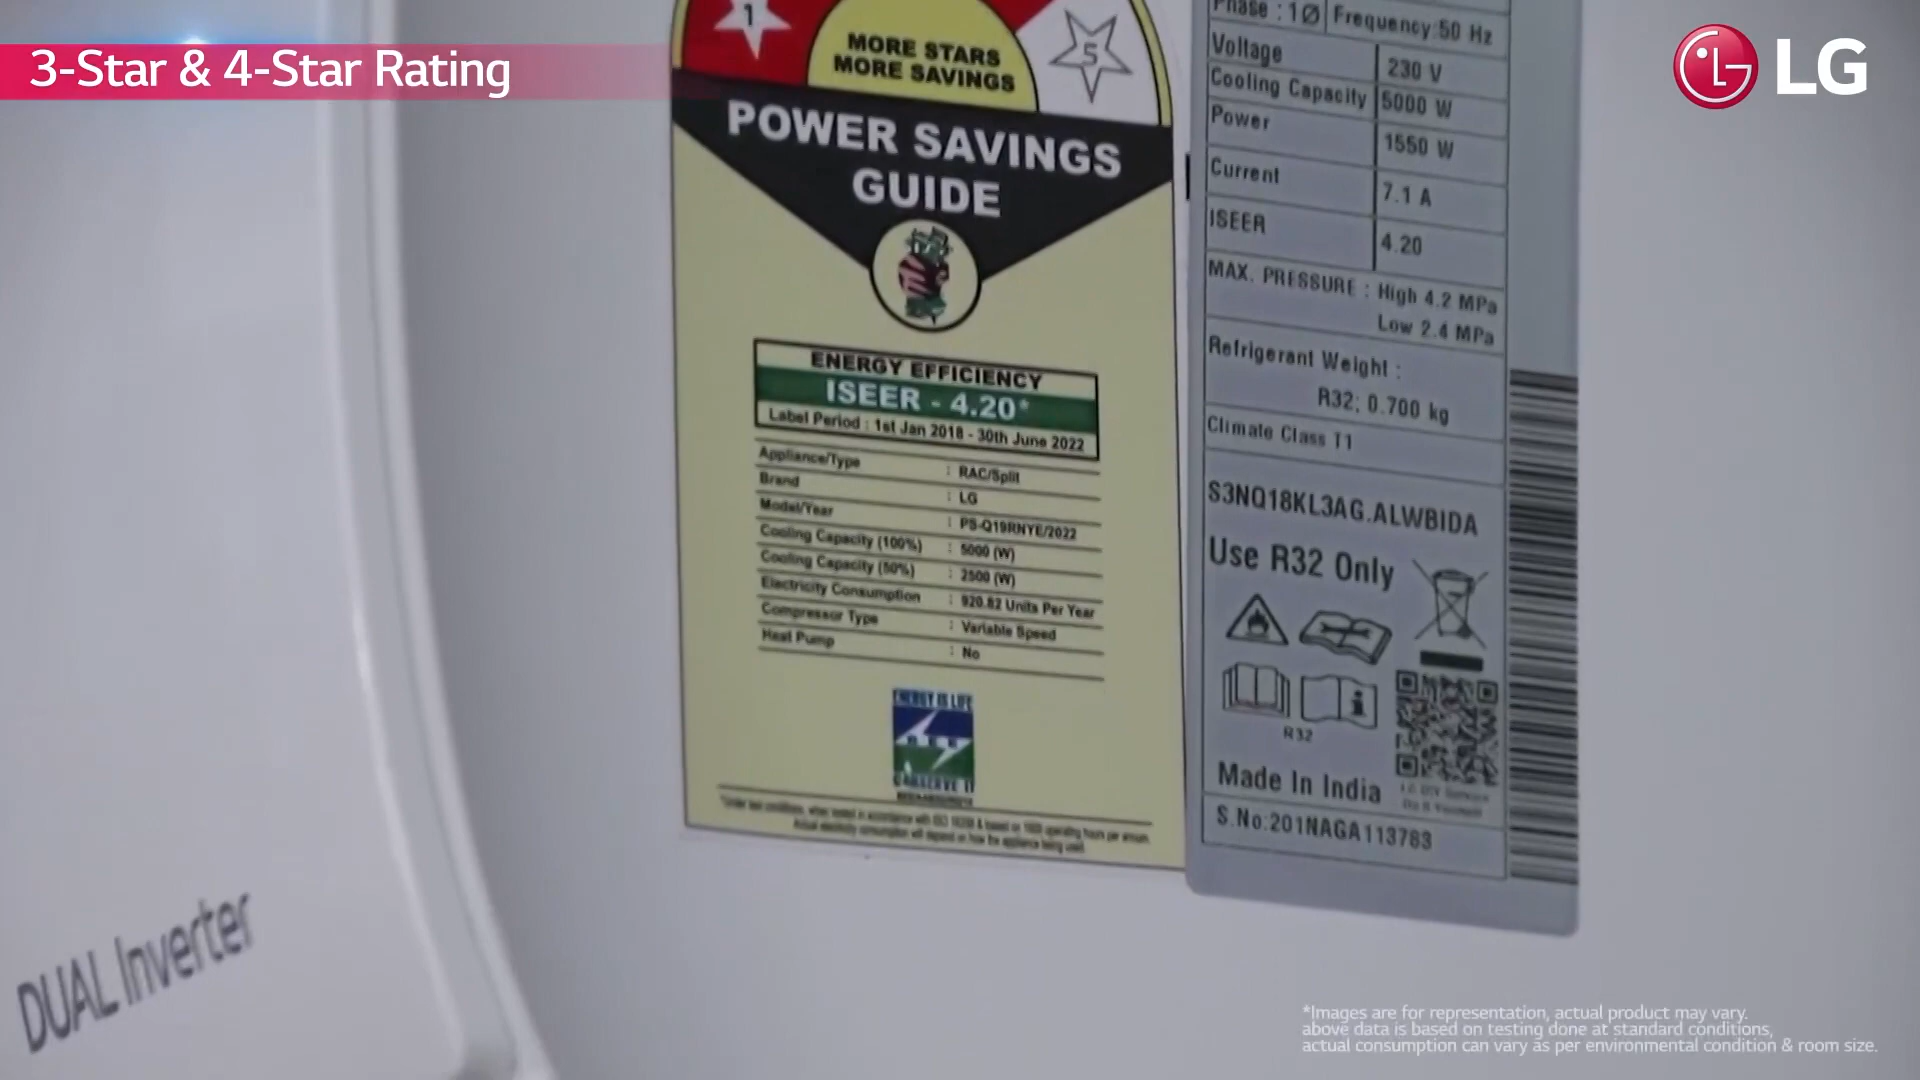 3-Star & 4-Star Rating
LG
1
MORE STARS
MORE SAVINGS
5
POWER SAVINGS
GUIDE
ENERGY EFFICIENCY
ISEER - 4.20*
Label Period : 1st Jan 2018 - 30th June 2022
Appliance/Type : RAC/Split
Brand : LG
Model/Year : PS-Q19RNYE/2022
Cooling Capacity (100%) : 5000 (W)
Cooling Capacity (50%) : 2500 (W)
Electricity Consumption : 920.82 Units Per Year
Compressor Type : Variable Speed
Heat Pump : No
ENERGY IS LIFE
BEE
CONSERVE IT
Phase : 1Ø Frequency:50 Hz
Voltage 230 V
Cooling Capacity 5000 W
Power 1550 W
Current 7.1 A
ISEER 4.20
MAX. PRESSURE : High 4.2 MPa
Low 2.4 MPa
Refrigerant Weight :
R32; 0.700 kg
Climate Class T1
S3NQ18KL3AG.ALWBIDA
Use R32 Only
R32
Made In India
S.No:201NAGA113763
DUAL Inverter
*Images are for representation, actual product may vary.
above data is based on testing done at standard conditions,
actual consumption can vary as per environmental condition & room size.